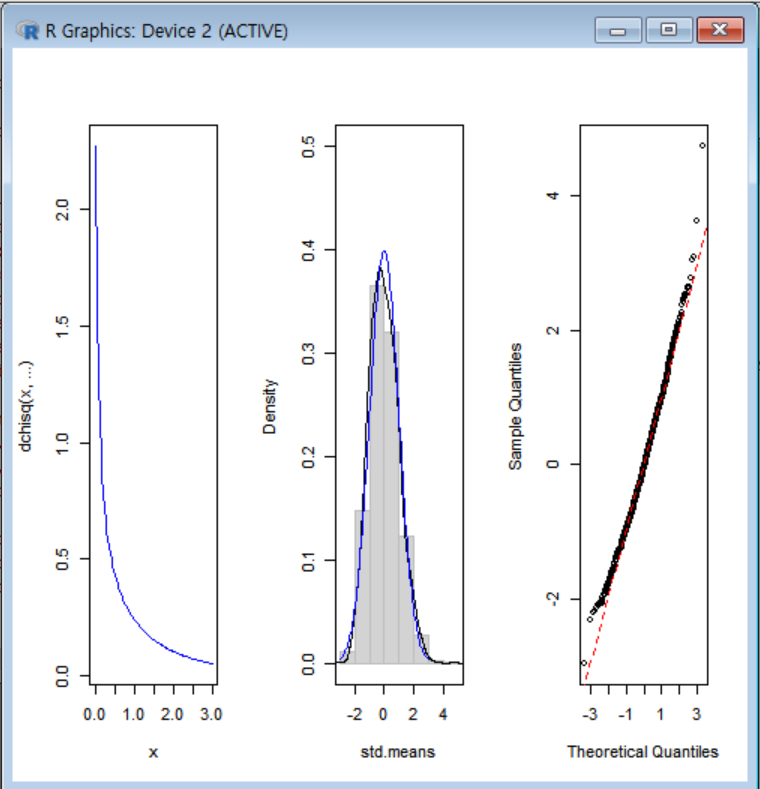 R Graphics: Device 2 (ACTIVE)
dchisq(x, ...)
2.0
1.5
1.0
0.5
0.0
0.0 1.0 2.0 3.0
x
Density
0.5
0.4
0.3
0.2
0.1
0.0
-2 0 2 4
std.means
Sample Quantiles
4
2
0
-2
-3 -1 1 3
Theoretical Quantiles